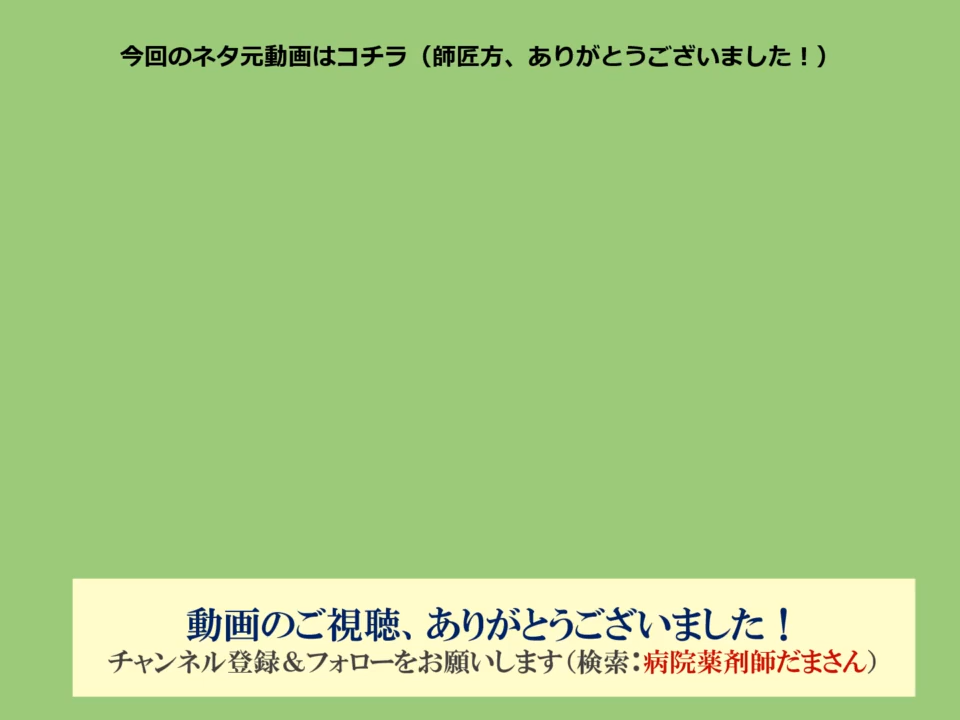 今回のネタ元動画はコチラ（師匠方、ありがとうございました！）
動画のご視聴、ありがとうございました！
チャンネル登録＆フォローをお願いします（検索：病院薬剤師だまさん）